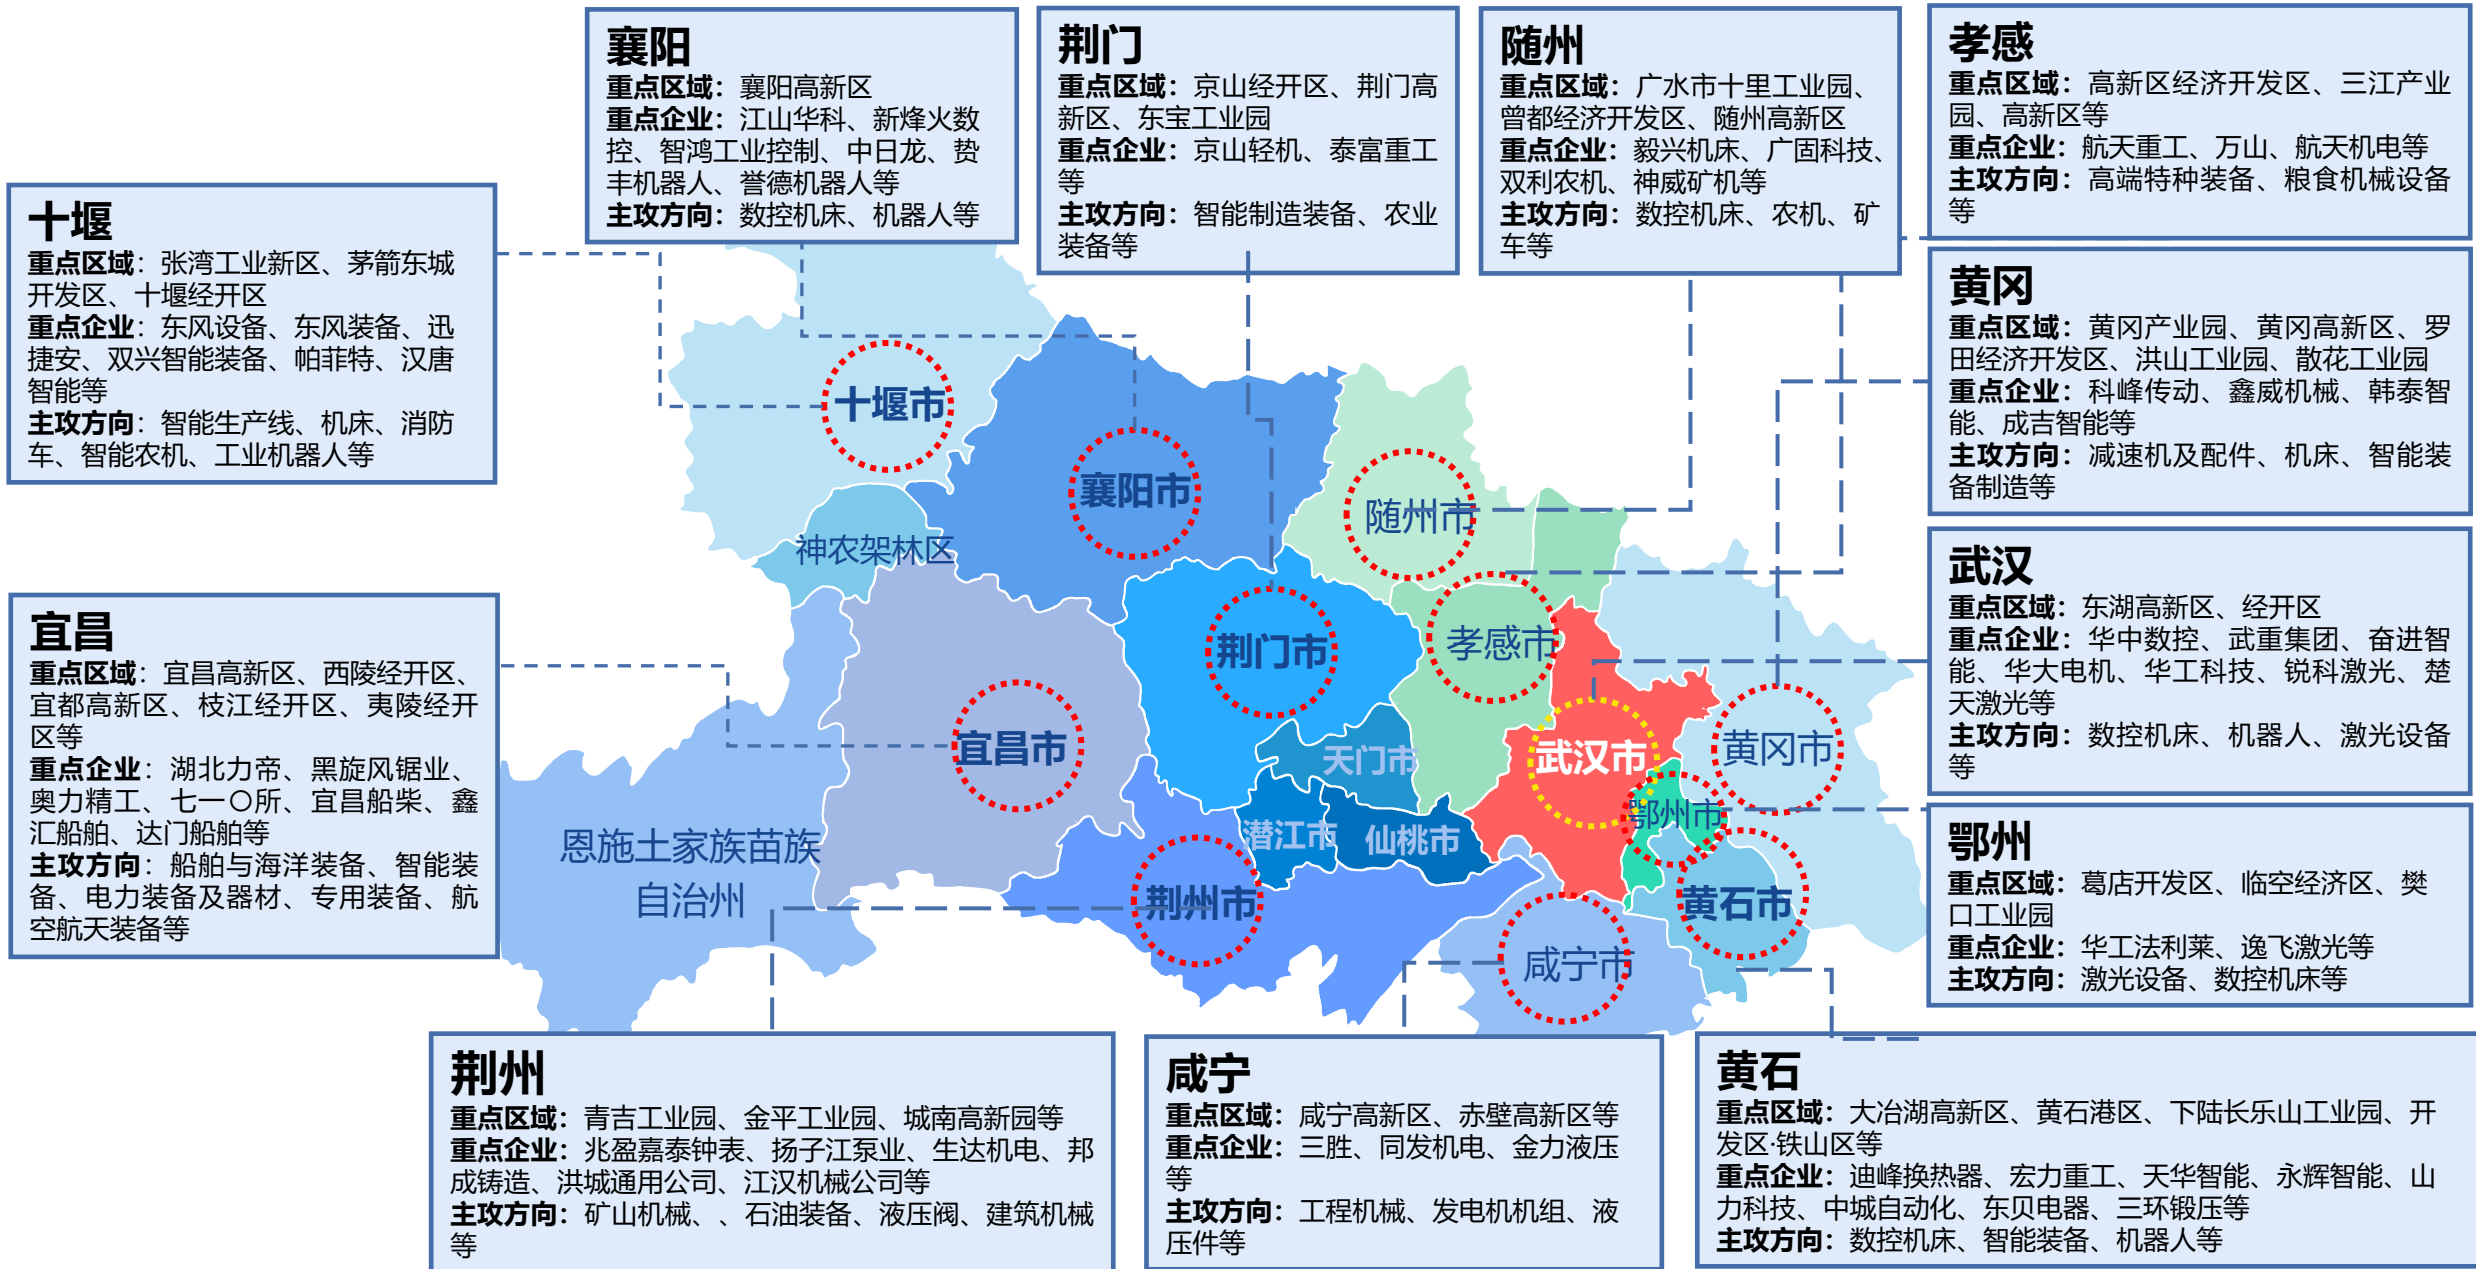 襄阳
重点区域：襄阳高新区
重点企业：江山华科、新烽火数
控、智鸿工业控制、中日龙、贽
丰机器人、誉德机器人等
主攻方向：数控机床、机器人等
荆门
重点区域：京山经开区、荆门高
新区、东宝工业园
重点企业：京山轻机、泰富重工
等
主攻方向：智能制造装备、农业
装备等
随州
重点区域：广水市十里工业园、
曾都经济开发区、随州高新区
重点企业：毅兴机床、广固科技、
双利农机、神威矿机等
主攻方向：数控机床、农机、矿
车等
孝感
重点区域：高新区经济开发区、三江产业
园、高新区等
重点企业：航天重工、万山、航天机电等
主攻方向：高端特种装备、粮食机械设备
等
十堰
重点区域：张湾工业新区、茅箭东城
开发区、十堰经开区
重点企业：东风设备、东风装备、迅
捷安、双兴智能装备、帕菲特、汉唐
智能等
主攻方向：智能生产线、机床、消防
车、智能农机、工业机器人等
黄冈
重点区域：黄冈产业园、黄冈高新区、罗
田经济开发区、洪山工业园、散花工业园
重点企业：科峰传动、鑫威机械、韩泰智
能、成吉智能等
主攻方向：减速机及配件、机床、智能装
备制造等
武汉
重点区域：东湖高新区、经开区
重点企业：华中数控、武重集团、奋进智
能、华大电机、华工科技、锐科激光、楚
天激光等
主攻方向：数控机床、机器人、激光设备
等
宜昌
重点区域：宜昌高新区、西陵经开区、
宜都高新区、枝江经开区、夷陵经开
区等
重点企业：湖北力帝、黑旋风锯业、
奥力精工、七一〇所、宜昌船柴、鑫
汇船舶、达门船舶等
主攻方向：船舶与海洋装备、智能装
备、电力装备及器材、专用装备、航
空航天装备等
鄂州
重点区域：葛店开发区、临空经济区、樊
口工业园
重点企业：华工法利莱、逸飞激光等
主攻方向：激光设备、数控机床等
十堰市
襄阳市
随州市
神农架林区
荆门市
孝感市
宜昌市
天门市
武汉市
黄冈市
鄂州市
潜江市
仙桃市
恩施土家族苗族
自治州
荆州市
黄石市
咸宁市
荆州
重点区域：青吉工业园、金平工业园、城南高新园等
重点企业：兆盈嘉泰钟表、扬子江泵业、生达机电、邦
成铸造、洪城通用公司、江汉机械公司等
主攻方向：矿山机械、、石油装备、液压阀、建筑机械
等
咸宁
重点区域：咸宁高新区、赤壁高新区等
重点企业：三胜、同发机电、金力液压
等
主攻方向：工程机械、发电机机组、液
压件等
黄石
重点区域：大冶湖高新区、黄石港区、下陆长乐山工业园、开
发区·铁山区等
重点企业：迪峰换热器、宏力重工、天华智能、永辉智能、山
力科技、中城自动化、东贝电器、三环锻压等
主攻方向：数控机床、智能装备、机器人等